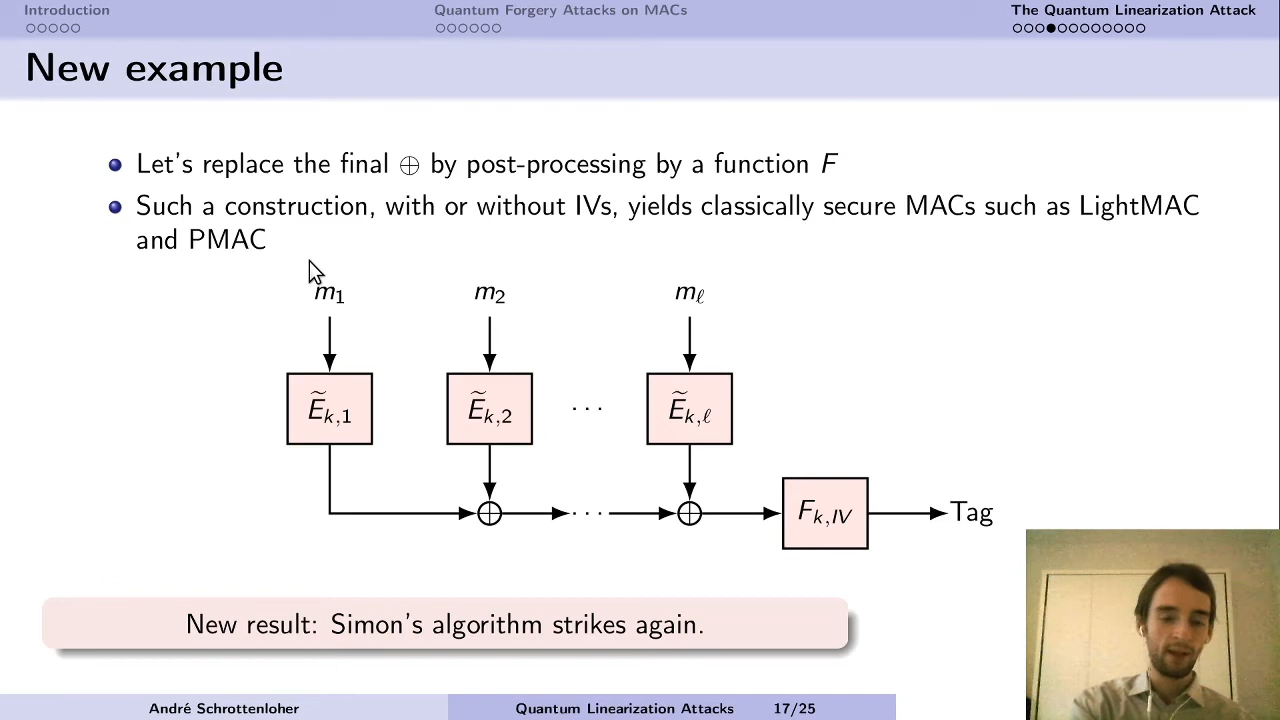 Introduction
Quantum Forgery Attacks on MACs
The Quantum Linearization Attack
New example
Let's replace the final ⊕ by post-processing by a function F
Such a construction, with or without IVs, yields classically secure MACs such as LightMAC
and PMAC
m₁ m₂ mℓ
Ẽk,1 Ẽk,2 · · · Ẽk,ℓ
· · · Fk,IV Tag
New result: Simon's algorithm strikes again.
André Schrottenloher Quantum Linearization Attacks 17/25